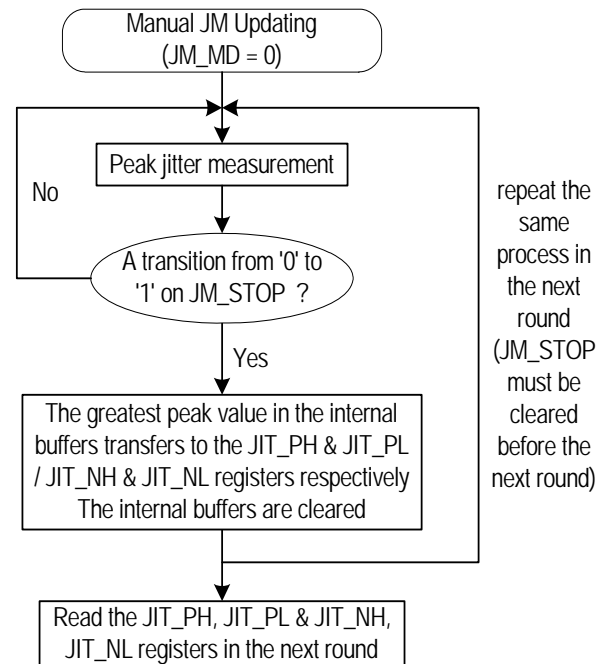 Manual JM Updating
(JM_MD = 0)
Peak jitter measurement
No
A transition from '0' to
'1' on JM_STOP ?
Yes
The greatest peak value in the internal
buffers transfers to the JIT_PH & JIT_PL
/ JIT_NH & JIT_NL registers respectively
The internal buffers are cleared
repeat the
same
process in
the next
round
(JM_STOP
must be
cleared
before the
next round)
Read the JIT_PH, JIT_PL & JIT_NH,
JIT_NL registers in the next round